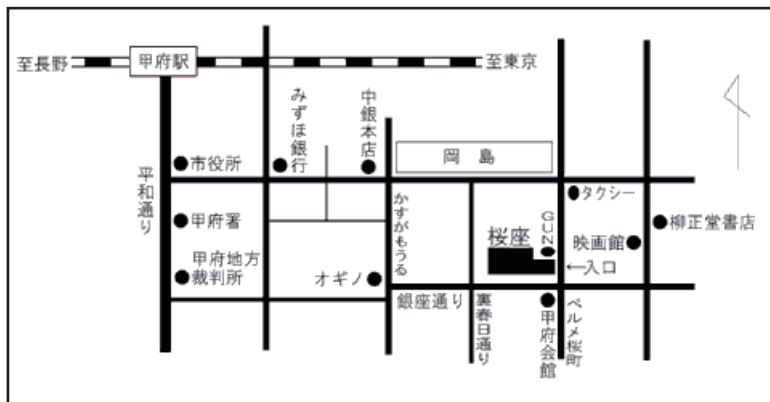 至長野
甲府駅
至東京
みずほ銀行
中銀本店
岡島
平和通り
市役所
かすがもうる
タクシー
甲府署
GUN
桜座
映画館
柳正堂書店
甲府地方
裁判所
オギノ
←入口
銀座通り
裏春日通り
甲府会館
ベルメ桜町